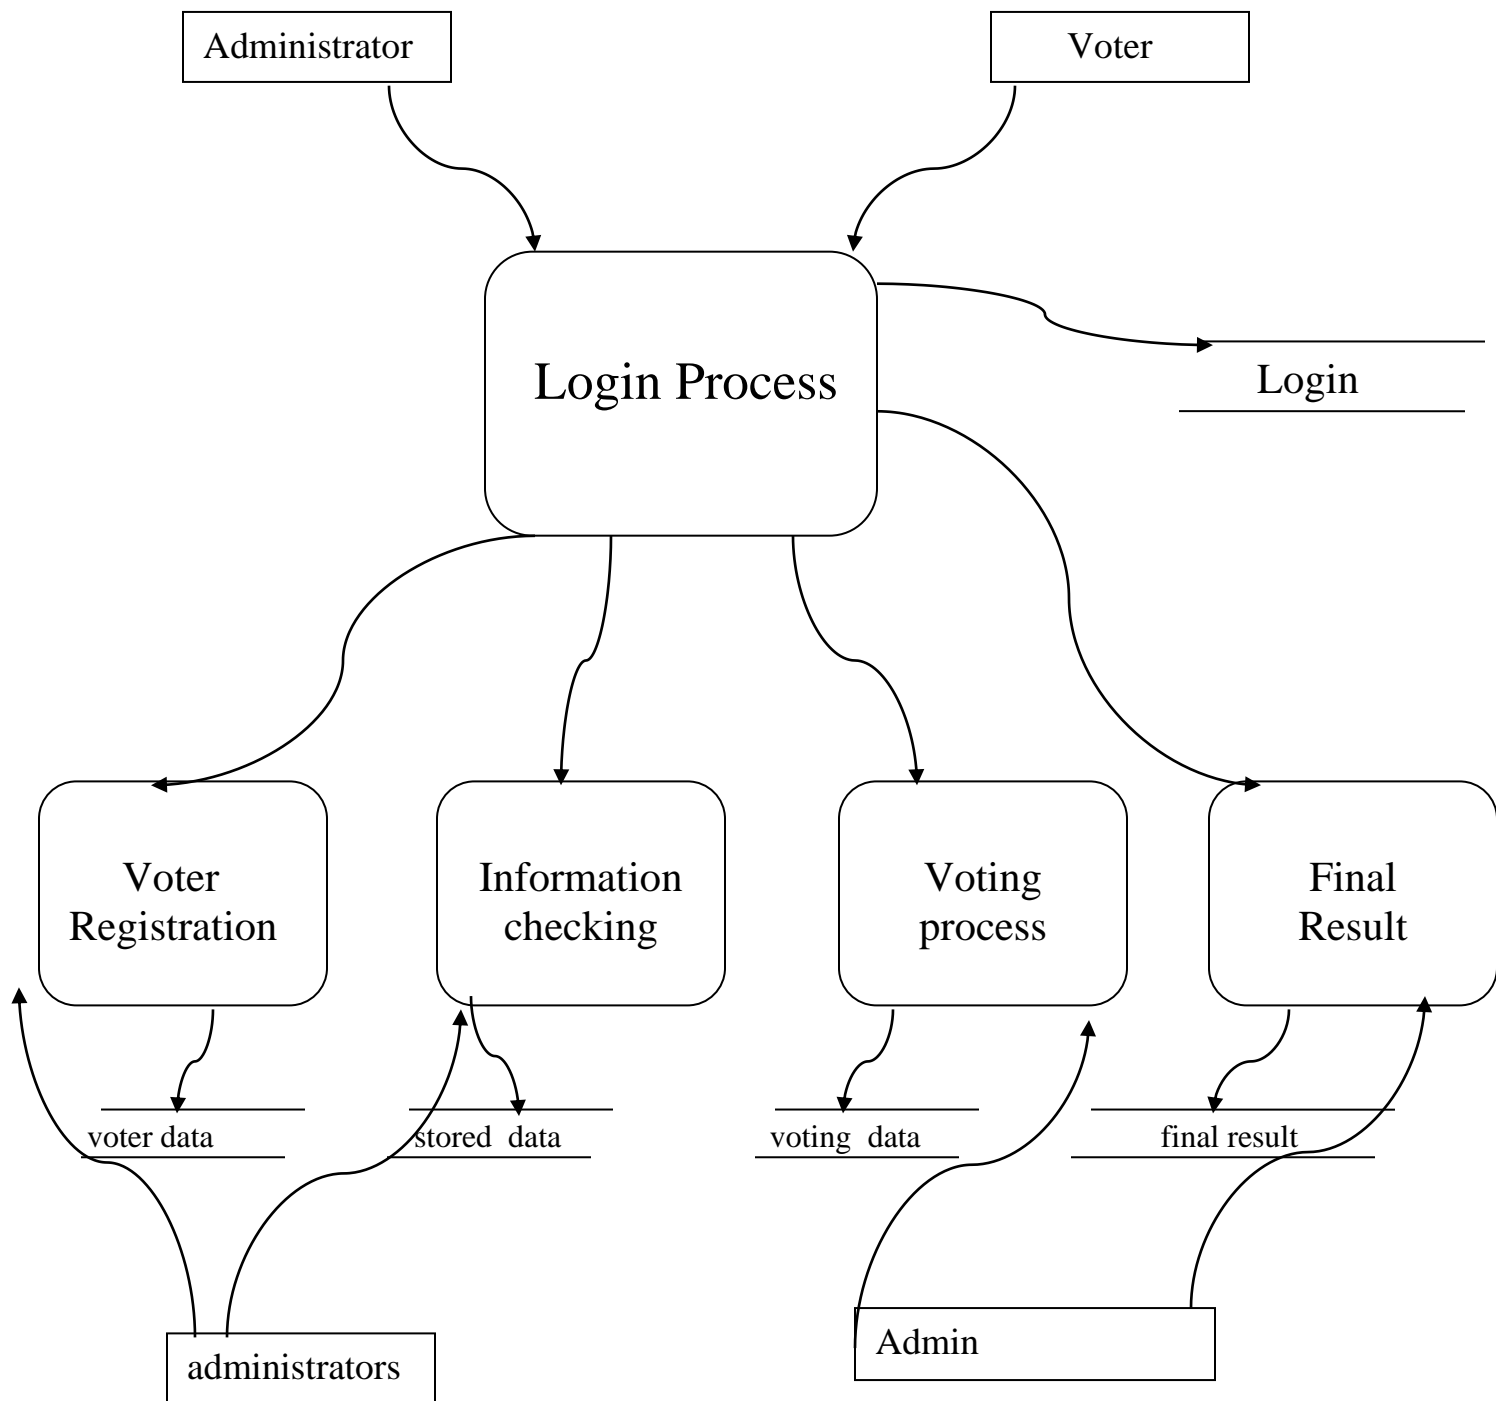 Administrator
Voter
Login Process
Login
Voter
Registration
Information
checking
Voting
process
Final
Result
voter data
stored  data
voting  data
final result
administrators
Admin